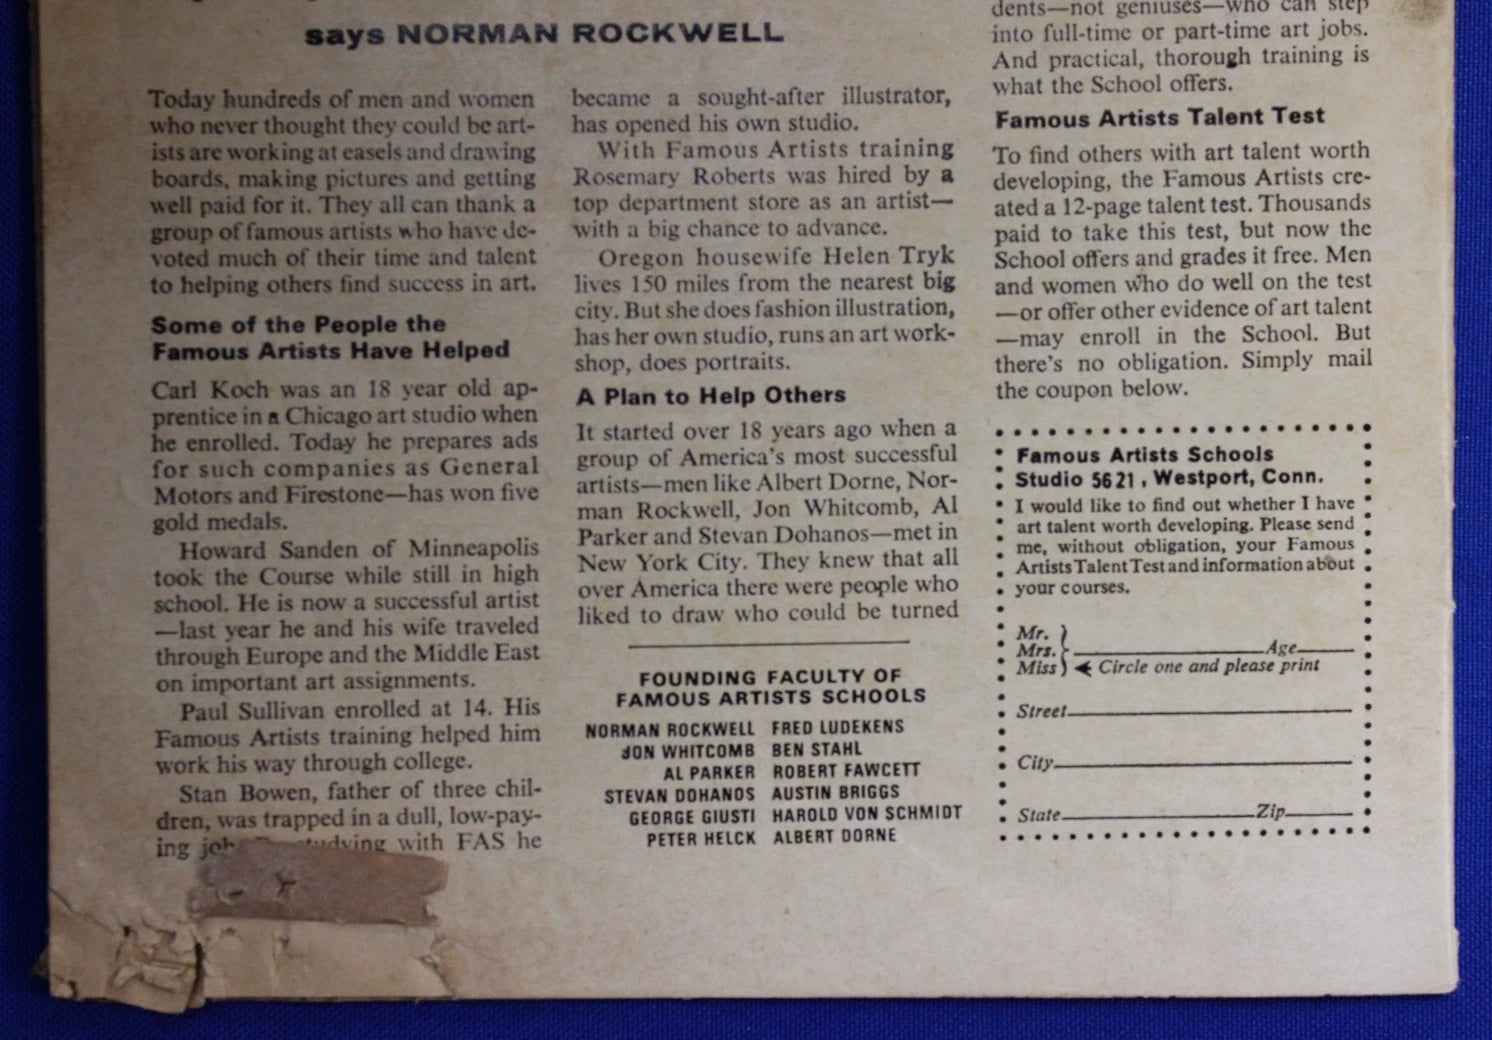 says NORMAN ROCKWELL
Today hundreds of men and women
who never thought they could be art-
ists are working at easels and drawing
boards, making pictures and getting
well paid for it. They all can thank a
group of famous artists who have de-
voted much of their time and talent
to helping others find success in art.
Some of the People the
Famous Artists Have Helped
Carl Koch was an 18 year old ap-
prentice in a Chicago art studio when
he enrolled. Today he prepares ads
for such companies as General
Motors and Firestone—has won five
gold medals.
Howard Sanden of Minneapolis
took the Course while still in high
school. He is now a successful artist
—last year he and his wife traveled
through Europe and the Middle East
on important art assignments.
Paul Sullivan enrolled at 14. His
Famous Artists training helped him
work his way through college.
Stan Bowen, father of three chil-
dren, was trapped in a dull, low-pay-
ing job. studying with FAS he
became a sought-after illustrator,
has opened his own studio.
With Famous Artists training
Rosemary Roberts was hired by a
top department store as an artist—
with a big chance to advance.
Oregon housewife Helen Tryk
lives 150 miles from the nearest big
city. But she does fashion illustration,
has her own studio, runs an art work-
shop, does portraits.
A Plan to Help Others
It started over 18 years ago when a
group of America's most successful
artists—men like Albert Dorne, Nor-
man Rockwell, Jon Whitcomb, Al
Parker and Stevan Dohanos—met in
New York City. They knew that all
over America there were people who
liked to draw who could be turned
FOUNDING FACULTY OF
FAMOUS ARTISTS SCHOOLS
NORMAN ROCKWELL FRED LUDEKENS
JON WHITCOMB BEN STAHL
AL PARKER ROBERT FAWCETT
STEVAN DOHANOS AUSTIN BRIGGS
GEORGE GIUSTI HAROLD VON SCHMIDT
PETER HELCK ALBERT DORNE
dents—not geniuses—who can step
into full-time or part-time art jobs.
And practical, thorough training is
what the School offers.
Famous Artists Talent Test
To find others with art talent worth
developing, the Famous Artists cre-
ated a 12-page talent test. Thousands
paid to take this test, but now the
School offers and grades it free. Men
and women who do well on the test
—or offer other evidence of art talent
—may enroll in the School. But
there's no obligation. Simply mail
the coupon below.
Famous Artists Schools
Studio 5621, Westport, Conn.
I would like to find out whether I have
art talent worth developing. Please send
me, without obligation, your Famous
Artists Talent Test and information about
your courses.
Mr.
Mrs. Age
Miss Circle one and please print
Street
City
State Zip